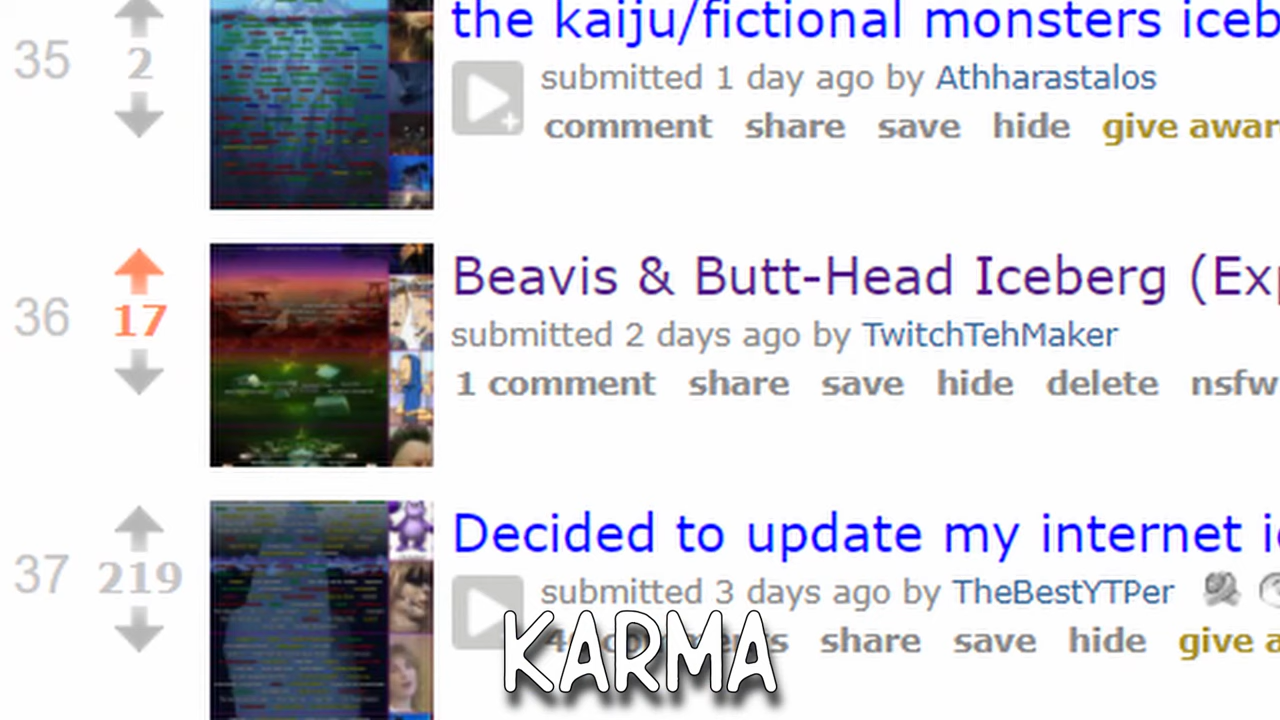 the kaiju/fictional monsters iceb
35
2
submitted 1 day ago by Athharastalos
comment share save hide give awar
Beavis & Butt-Head Iceberg (Exp
36
17
submitted 2 days ago by TwitchTehMaker
1 comment share save hide delete nsfw
Decided to update my internet ic
37
219
submitted 3 days ago by TheBestYTPer
share save hide give a
KARMA